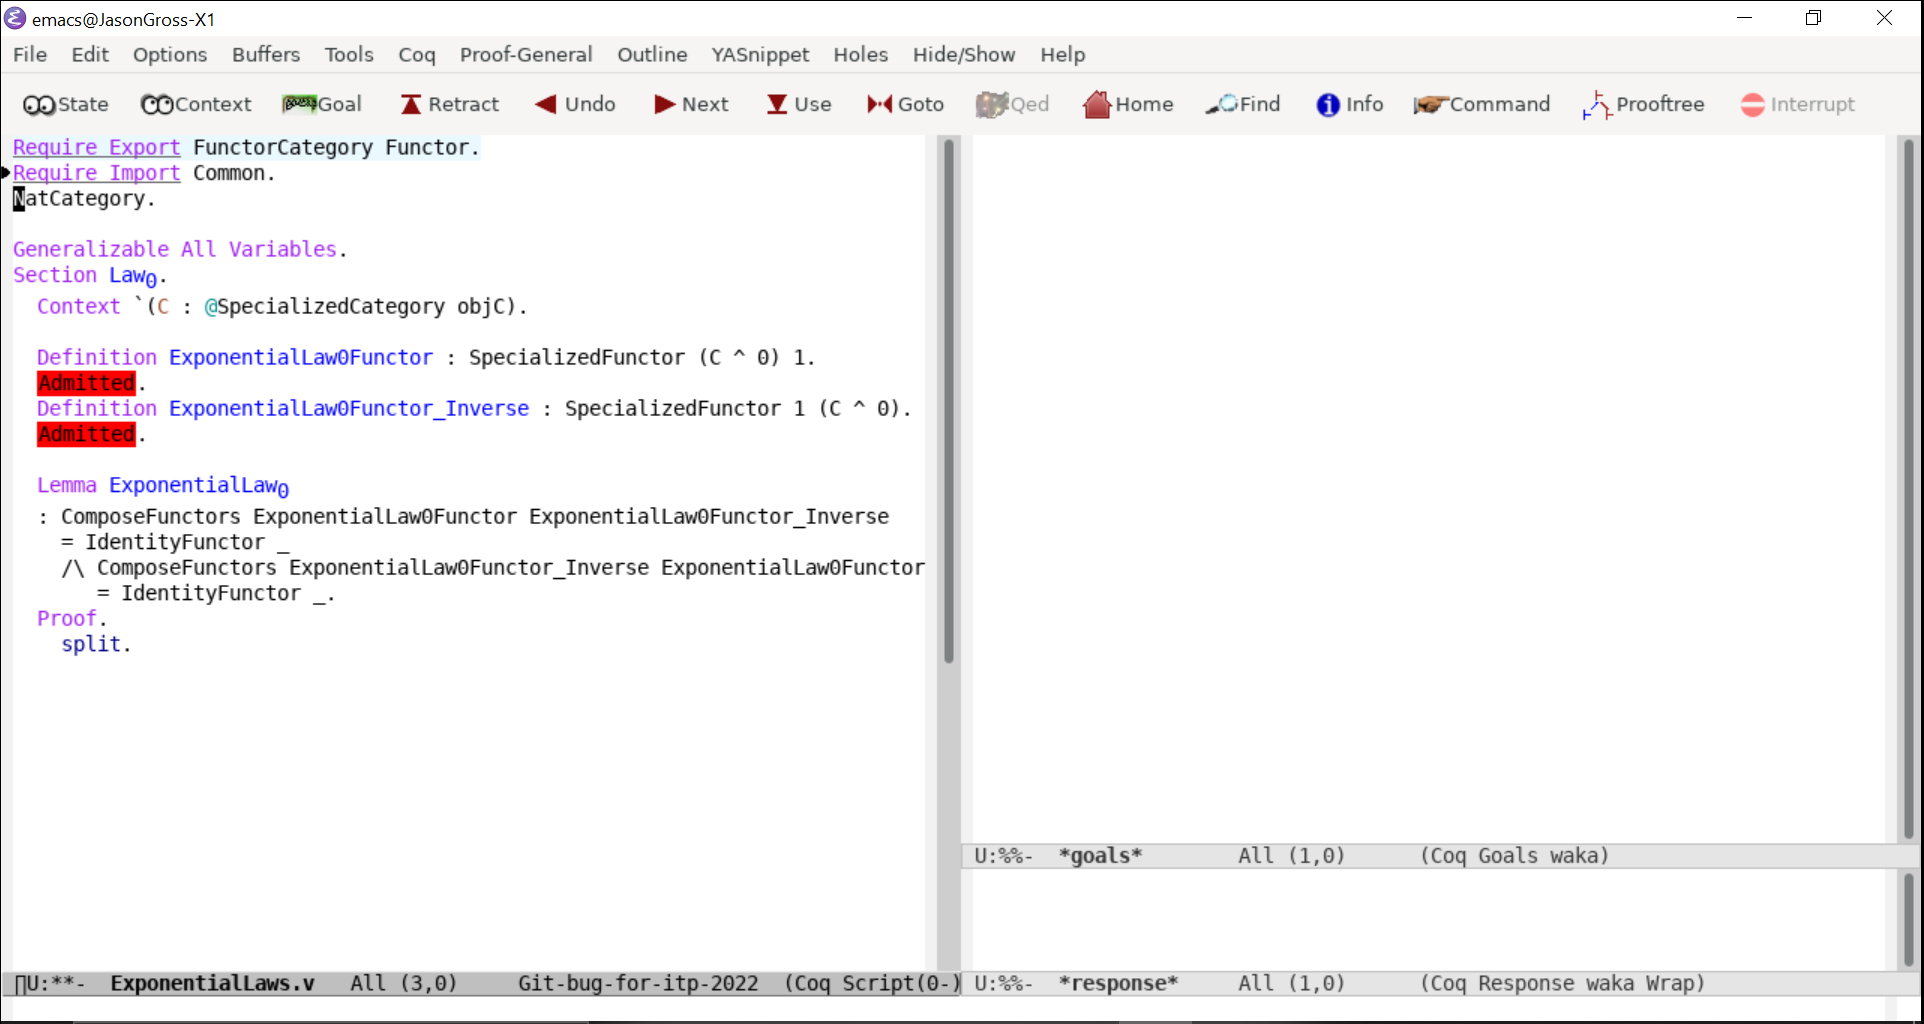 emacs@JasonGross-X1
File Edit Options Buffers Tools Coq Proof-General Outline YASnippet Holes Hide/Show Help
State Context Goal Retract Undo Next Use Goto Qed Home Find Info Command Prooftree Interrupt
Require Export FunctorCategory Functor.
Require Import Common.
NatCategory.
Generalizable All Variables.
Section Law0.
Context `(C : @SpecializedCategory objC).
Definition ExponentialLaw0Functor : SpecializedFunctor (C ^ 0) 1.
Admitted.
Definition ExponentialLaw0Functor_Inverse : SpecializedFunctor 1 (C ^ 0).
Admitted.
Lemma ExponentialLaw0
: ComposeFunctors ExponentialLaw0Functor ExponentialLaw0Functor_Inverse
= IdentityFunctor _
/\ ComposeFunctors ExponentialLaw0Functor_Inverse ExponentialLaw0Functor
= IdentityFunctor _.
Proof.
split.
U:**- ExponentialLaws.v All (3,0) Git-bug-for-itp-2022 (Coq Script(0-)
U:%%- *goals* All (1,0) (Coq Goals waka)
U:%%- *response* All (1,0) (Coq Response waka Wrap)